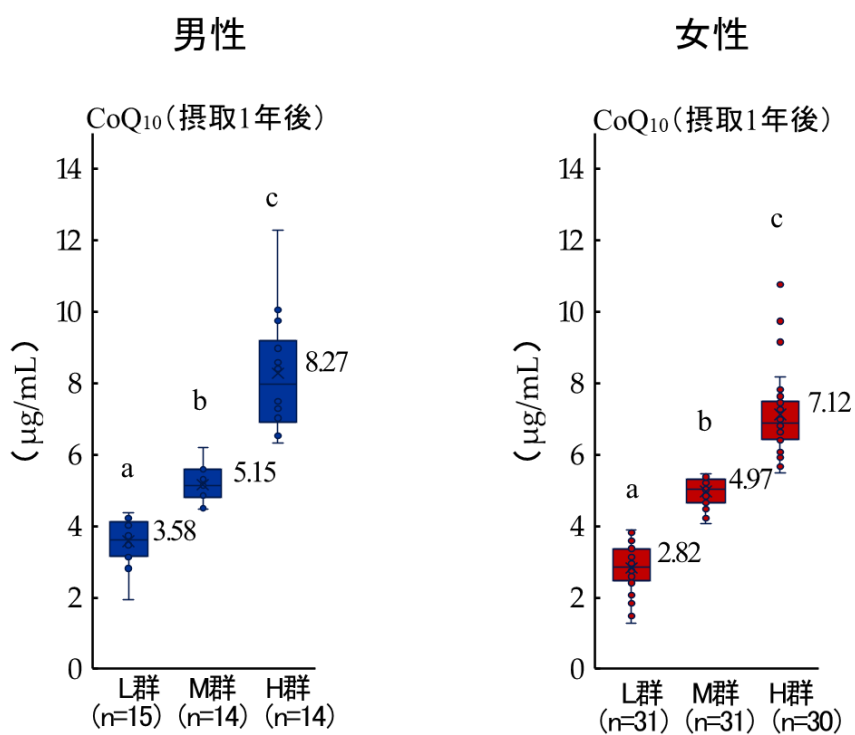 男性
CoQ10(摂取1年後)
(μg/mL)
14
12
10
8
6
4
2
0
a
b
c
3.58
5.15
8.27
L群 M群 H群
(n=15) (n=14) (n=14)
女性
CoQ10(摂取1年後)
(μg/mL)
14
12
10
8
6
4
2
0
a
b
c
2.82
4.97
7.12
L群 M群 H群
(n=31) (n=31) (n=30)